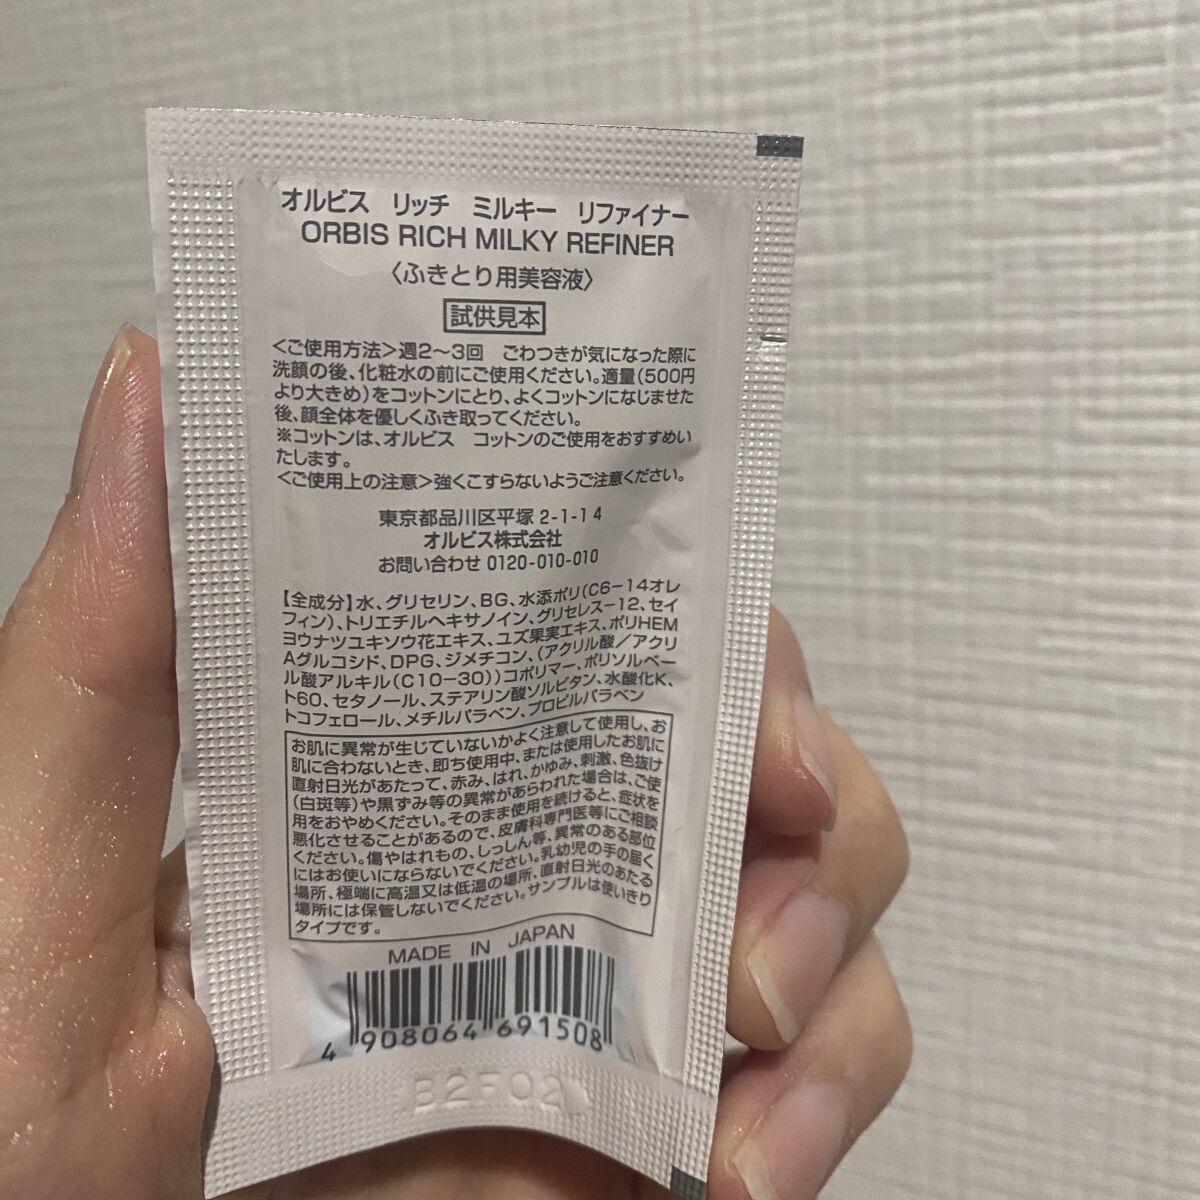 オルビス　リッチ　ミルキー　リファイナー
ORBIS RICH MILKY REFINER
〈ふきとり用美容液〉
試供見本
<ご使用方法>週2〜3回　ごわつきが気になった際に
洗顔の後、化粧水の前にご使用ください。適量(500円
より大きめ)をコットンにとり、よくコットンになじませた
後、顔全体を優しくふき取ってください。
※コットンは、オルビス　コットンのご使用をおすすめい
たします。
<ご使用上の注意>強くこすらないようご注意ください。
東京都品川区平塚 2-1-14
オルビス株式会社
お問い合わせ 0120-010-010
【全成分】水、グリセリン、BG、水添ポリ(C6−14オレ
フィン)、トリエチルヘキサノイン、グリセレス−12、セイ
ヨウナツユキソウ花エキス、ユズ果実エキス、ポリHEM
Aグルコシド、DPG、ジメチコン、(アクリル酸／アクリ
ル酸アルキル(C10−30))コポリマー、ポリソルベー
ト60、セタノール、ステアリン酸ソルビタン、水酸化K、
トコフェロール、メチルパラベン、プロピルパラベン
お肌に異常が生じていないかよく注意して使用し、お
肌に合わないとき、即ち使用中、または使用したお肌に
直射日光があたって、赤み、はれ、かゆみ、刺激、色抜け
(白斑等)や黒ずみ等の異常があらわれた場合は、ご使
用をおやめください。そのまま使用を続けると、症状を
悪化させることがあるので、皮膚科専門医等にご相談
ください。傷やはれもの、しっしん等、異常のある部位
にはお使いにならないでください。乳幼児の手の届く
場所、極端に高温又は低温の場所、直射日光のあたる
場所には保管しないでください。サンプルは使いきり
タイプです。
MADE IN JAPAN
4 908064 691508
B2F02